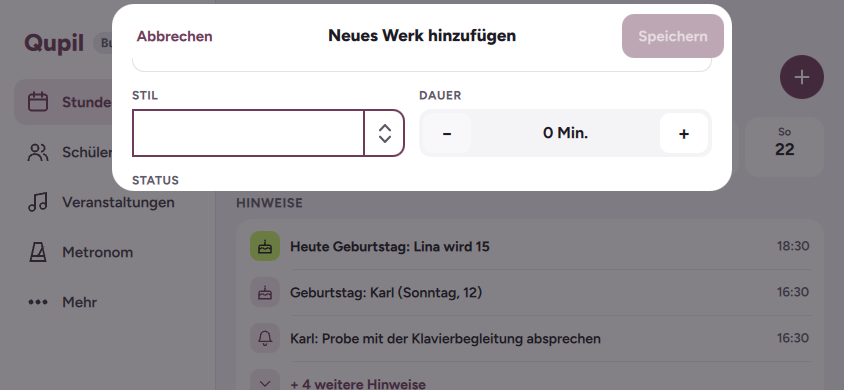 Abbrechen
Neues Werk hinzufügen
Speichern
Qupil
STIL
DAUER
0 Min.
STATUS
Schüler
Veranstaltungen
Metronom
Mehr
So
22
HINWEISE
Heute Geburtstag: Lina wird 15
18:30
Geburtstag: Karl (Sonntag, 12)
16:30
Karl: Probe mit der Klavierbegleitung absprechen
16:30
+ 4 weitere Hinweise